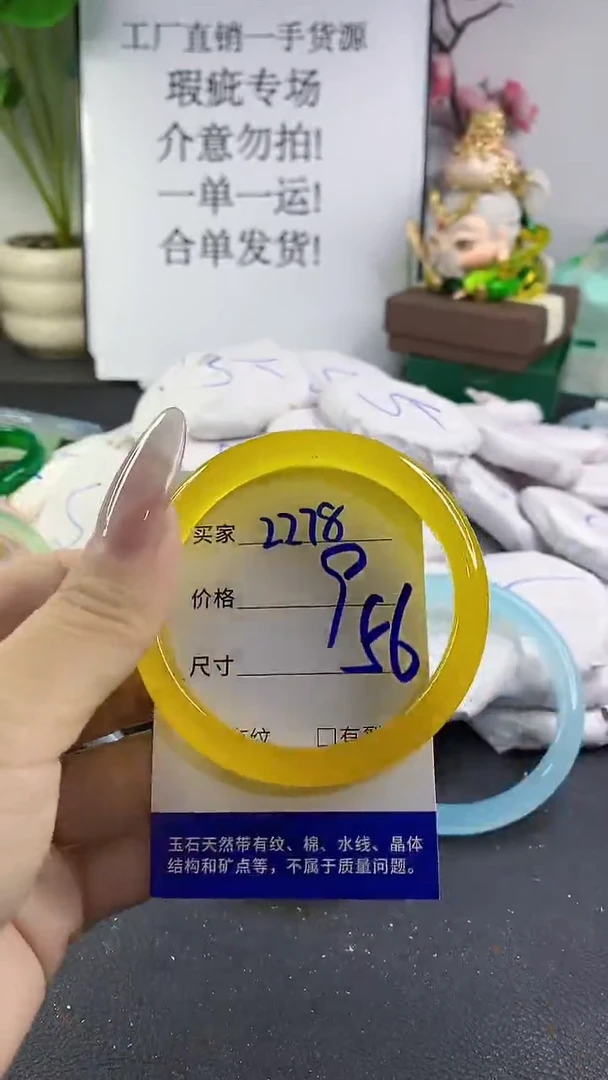 工厂直销一手货源
瑕疵专场
介意勿拍!
一单一运!
合单发货!
买家 2278
价格 9
尺寸 56
纹 □有裂
玉石天然带有纹、棉、水线、晶体
结构和矿点等，不属于质量问题。